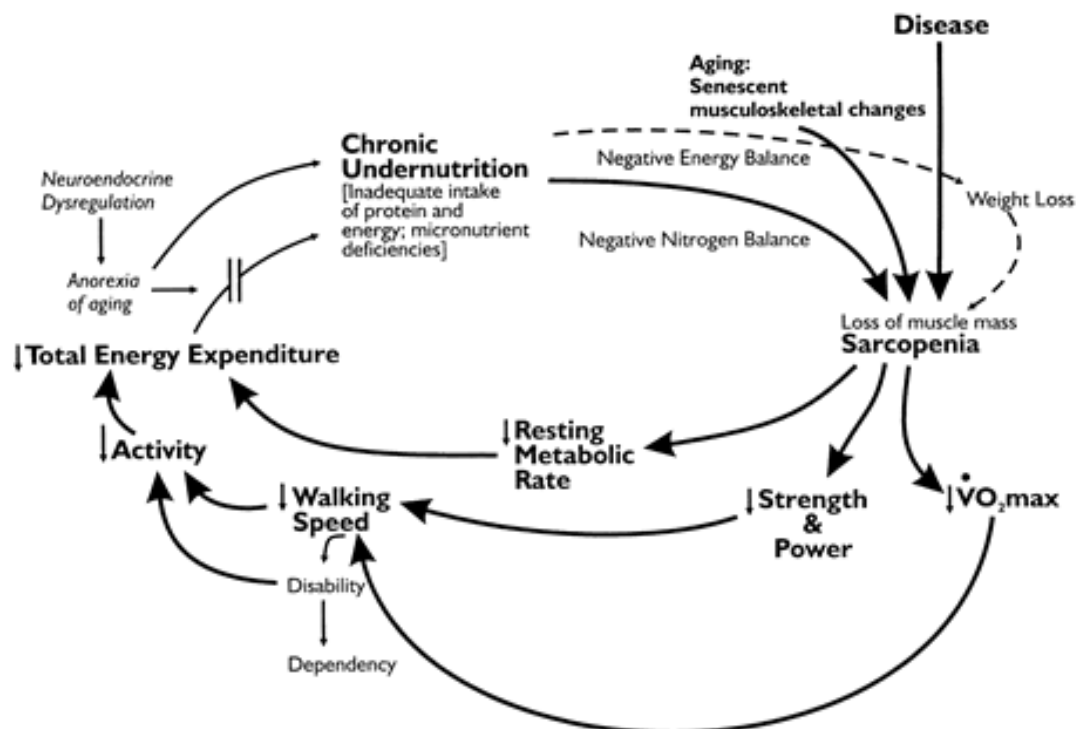 Disease
Aging:
Senescent
musculoskeletal changes
Chronic
Undernutrition
[Inadequate intake
of protein and
energy; micronutrient
deficiencies]
Negative Energy Balance
Weight Loss
Negative Nitrogen Balance
Neuroendocrine
Dysregulation
Anorexia
of aging
↓Total Energy Expenditure
Loss of muscle mass
Sarcopenia
↓Activity
↓Resting
Metabolic
Rate
↓Walking
Speed
↓Strength
&
Power
↓V̇O₂max
Disability
Dependency